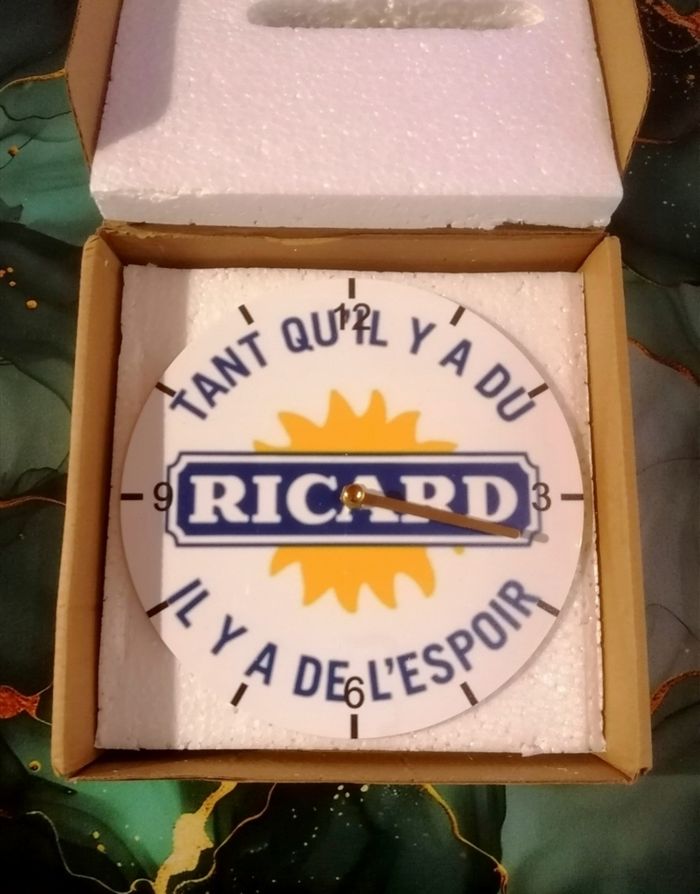 12
TANT QU'IL Y A DU
9 RICARD 3
IL Y A DE L'ESPOIR
6